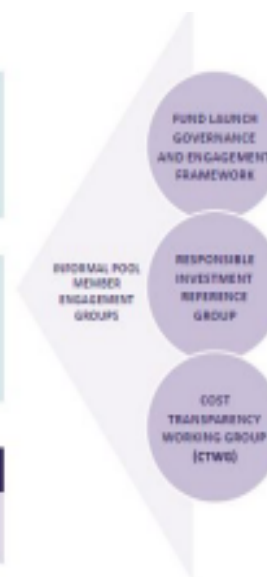 FUND LAUNCH
GOVERNANCE
AND ENGAGEMENT
FRAMEWORK
INFORMAL POOL
MEMBER
ENGAGEMENT
GROUPS
RESPONSIBLE
INVESTMENT
REFERENCE
GROUP
COST
TRANSPARENCY
WORKING GROUP
(CTWG)